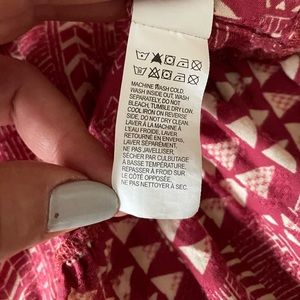 MACHINE WASH COLD.
WASH INSIDE OUT, WASH
SEPARATELY, DO NOT
BLEACH, TUMBLE DRY LOW.
COOL IRON ON REVERSE
SIDE. DO NOT DRY CLEAN.
LAVER À LA MACHINE À
L'EAU FROIDE, LAVER
RETOURNÉ EN ENVERS.
LAVER SÉPAREMENT.
NE PAS JAVELLISER.
SÉCHER PAR CULBUTAGE
À BASSE TEMPÉRATURE.
REPASSER À FROID SUR
LE CÔTÉ OPPOSÉE.
NE PAS NETTOYER À SEC.